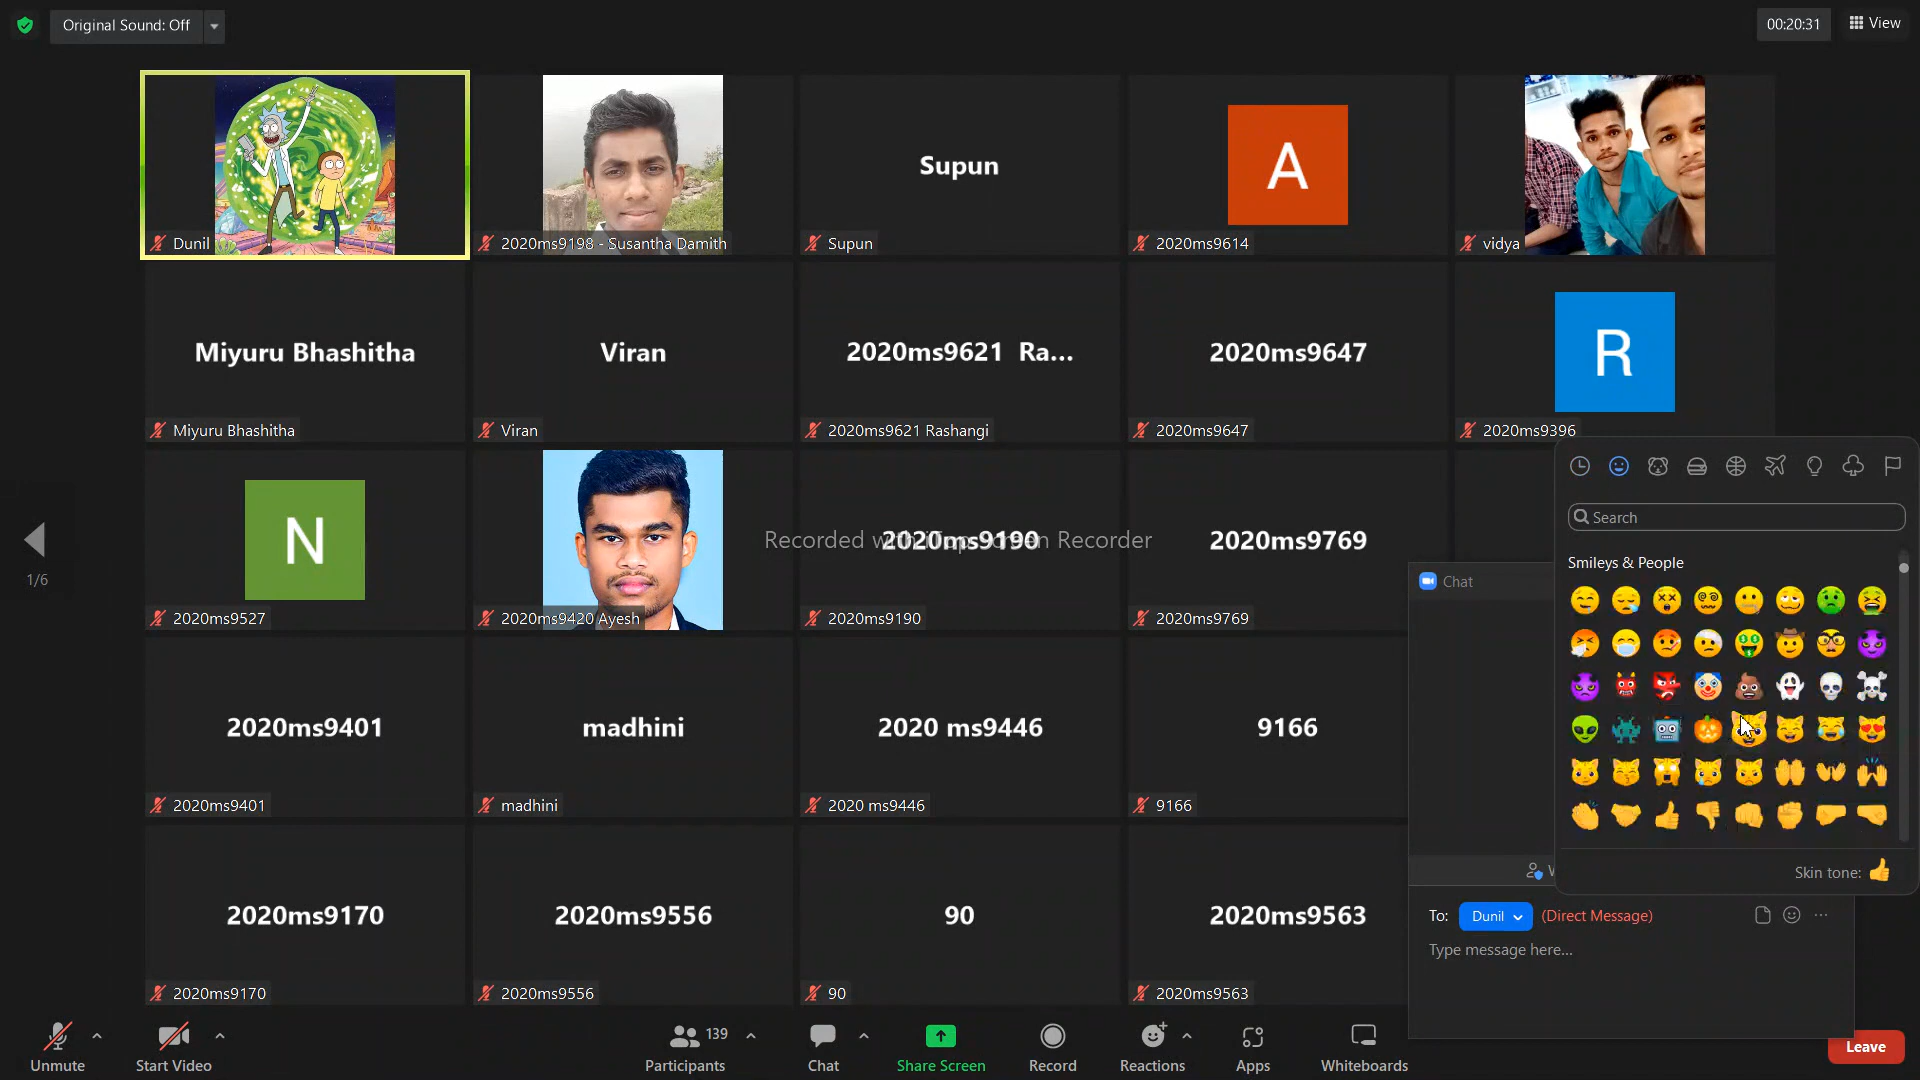 Original Sound: Off
00:20:31
View
Dunil
2020ms9198 - Susantha Damith
Supun
Supun
A
2020ms9614
vidya
Miyuru Bhashitha
Miyuru Bhashitha
Viran
Viran
2020ms9621 Ra...
2020ms9621 Rashangi
2020ms9647
2020ms9647
R
2020ms9396
N
2020ms9527
2020ms9420 Ayesh
2020ms9190
2020ms9190
Recorded Screen Recorder
2020ms9769
2020ms9769
1/6
Search
Smileys & People
Chat
2020ms9401
2020ms9401
madhini
madhini
2020 ms9446
2020 ms9446
9166
9166
Skin tone:
2020ms9170
2020ms9170
2020ms9556
2020ms9556
90
90
2020ms9563
2020ms9563
To: Dunil (Direct Message)
Type message here...
Unmute
Start Video
139
Participants
Chat
Share Screen
Record
Reactions
Apps
Whiteboards
Leave